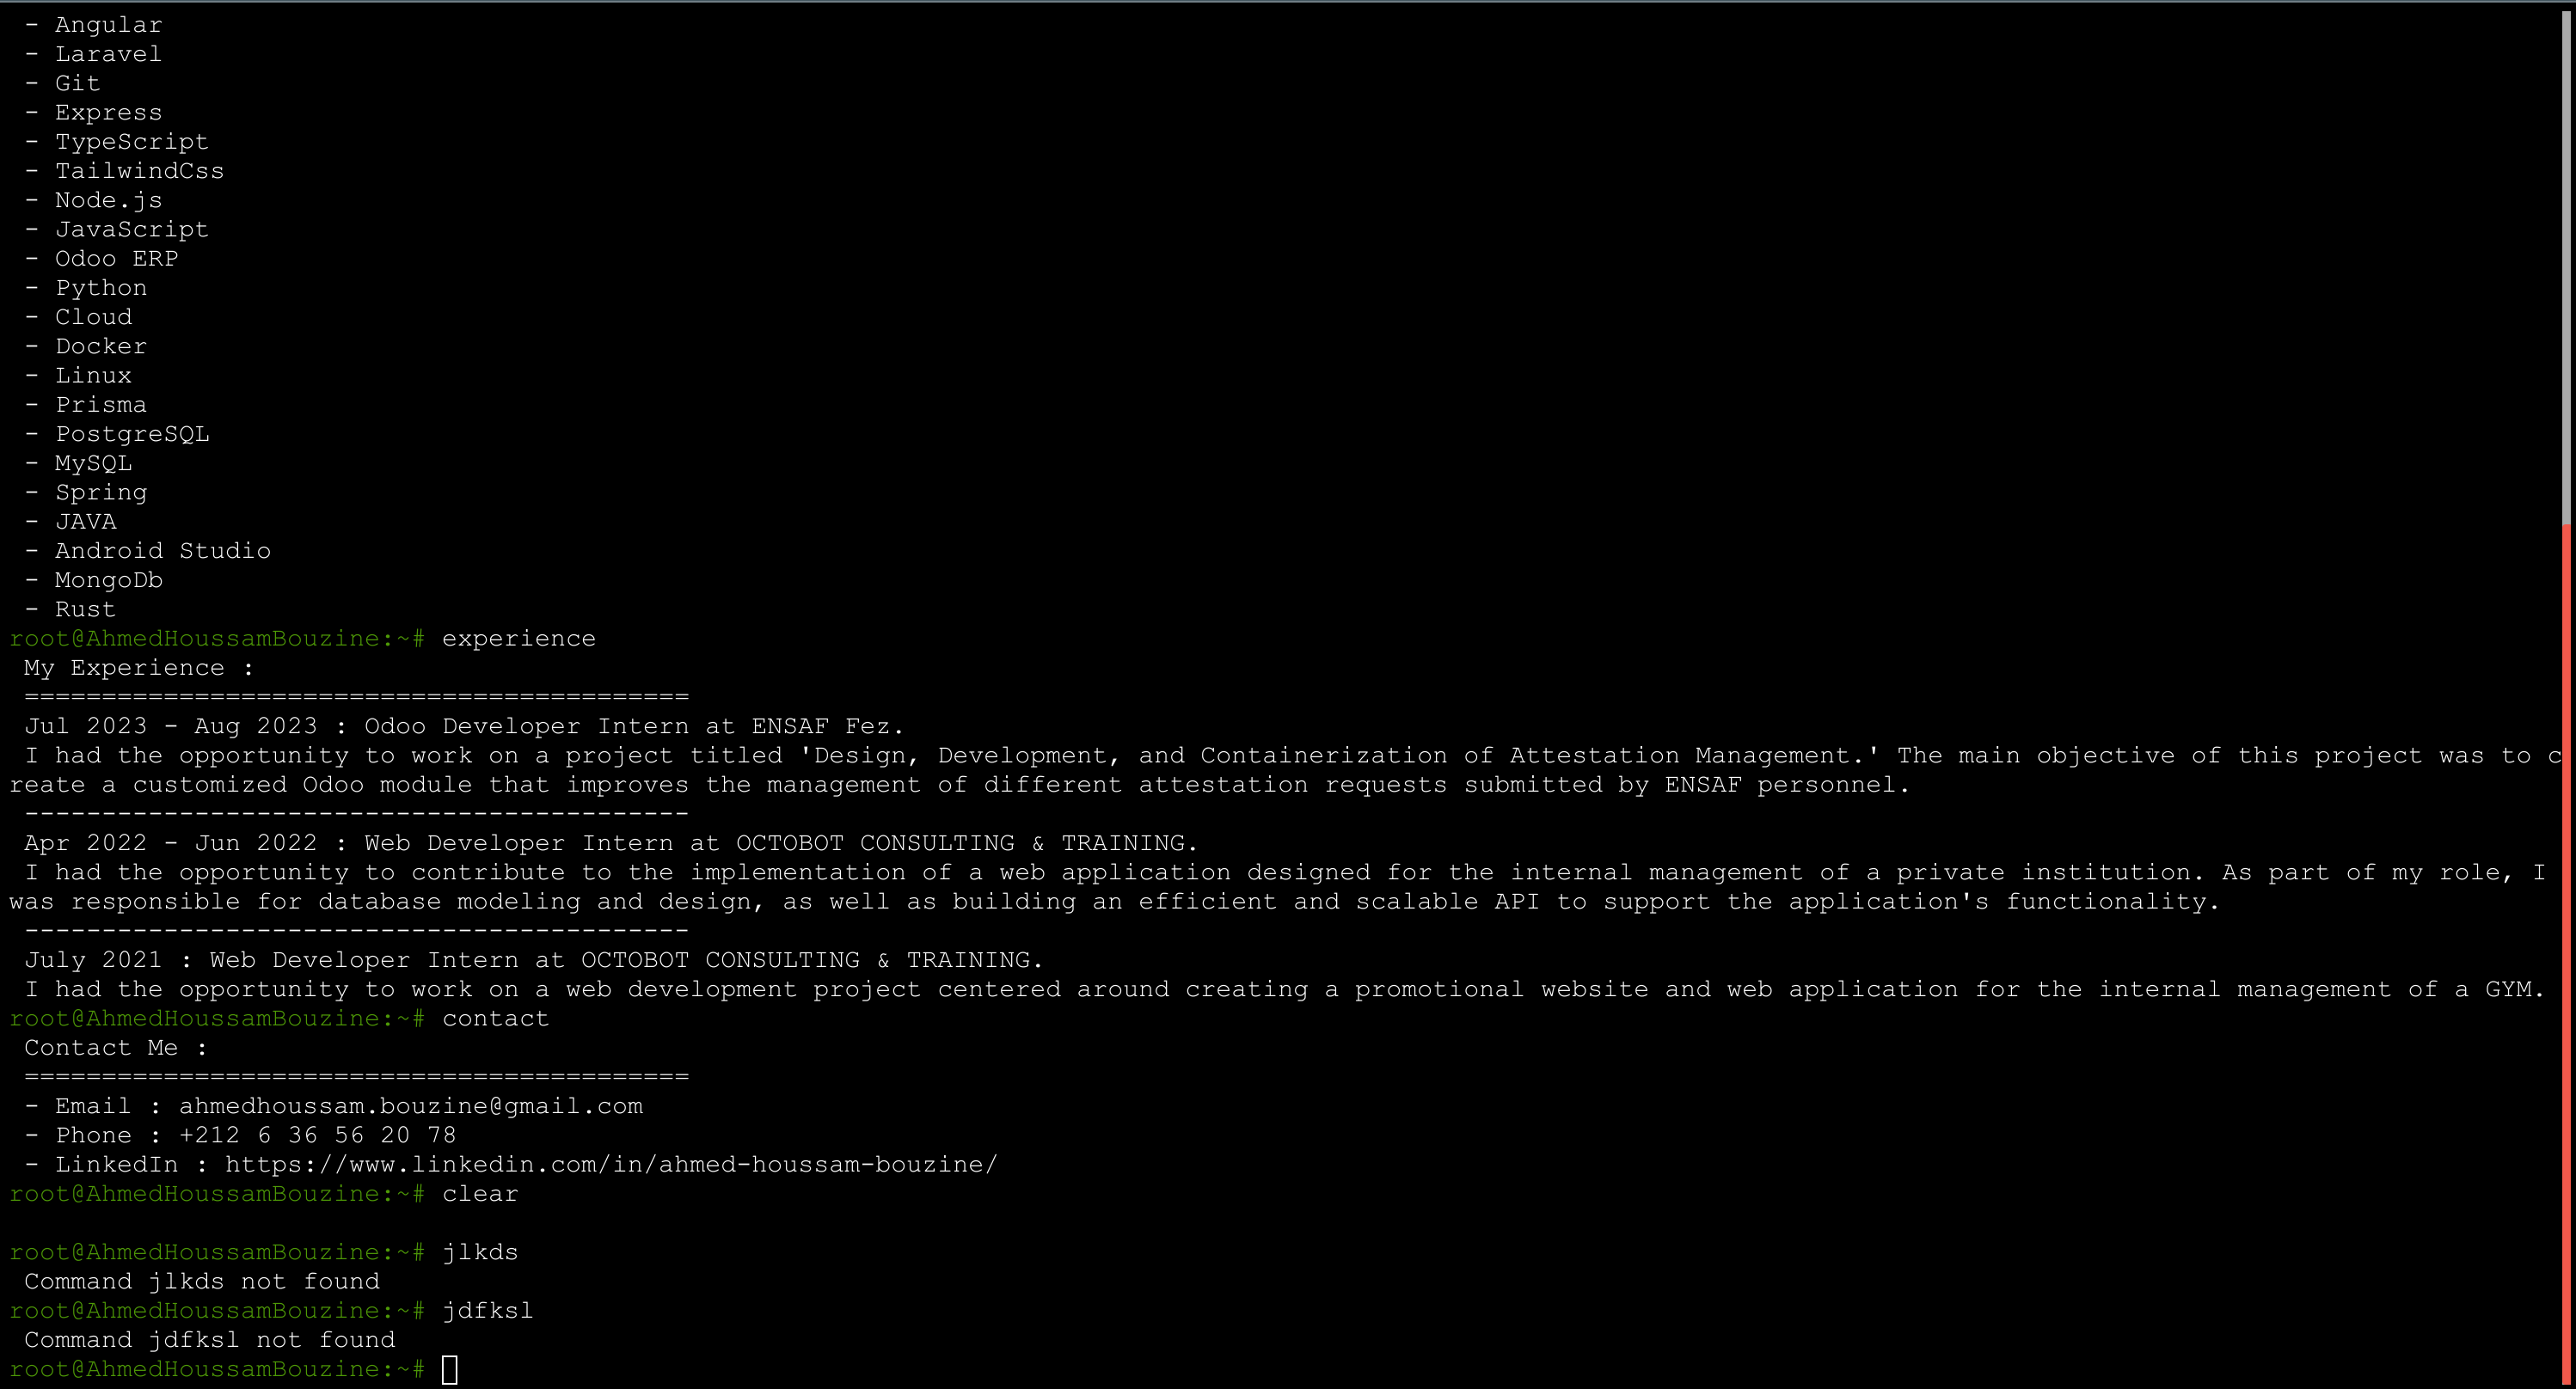 - Angular
- Laravel
- Git
- Express
- TypeScript
- TailwindCss
- Node.js
- JavaScript
- Odoo ERP
- Python
- Cloud
- Docker
- Linux
- Prisma
- PostgreSQL
- MySQL
- Spring
- JAVA
- Android Studio
- MongoDb
- Rust
root@AhmedHoussamBouzine:~# experience
My Experience :
===========================================
Jul 2023 - Aug 2023 : Odoo Developer Intern at ENSAF Fez.
I had the opportunity to work on a project titled 'Design, Development, and Containerization of Attestation Management.' The main objective of this project was to c
reate a customized Odoo module that improves the management of different attestation requests submitted by ENSAF personnel.
-------------------------------------------
Apr 2022 - Jun 2022 : Web Developer Intern at OCTOBOT CONSULTING & TRAINING.
I had the opportunity to contribute to the implementation of a web application designed for the internal management of a private institution. As part of my role, I
was responsible for database modeling and design, as well as building an efficient and scalable API to support the application's functionality.
-------------------------------------------
July 2021 : Web Developer Intern at OCTOBOT CONSULTING & TRAINING.
I had the opportunity to work on a web development project centered around creating a promotional website and web application for the internal management of a GYM.
root@AhmedHoussamBouzine:~# contact
Contact Me :
===========================================
- Email : ahmedhoussam.bouzine@gmail.com
- Phone : +212 6 36 56 20 78
- LinkedIn : https://www.linkedin.com/in/ahmed-houssam-bouzine/
root@AhmedHoussamBouzine:~# clear
root@AhmedHoussamBouzine:~# jlkds
Command jlkds not found
root@AhmedHoussamBouzine:~# jdfksl
Command jdfksl not found
root@AhmedHoussamBouzine:~#